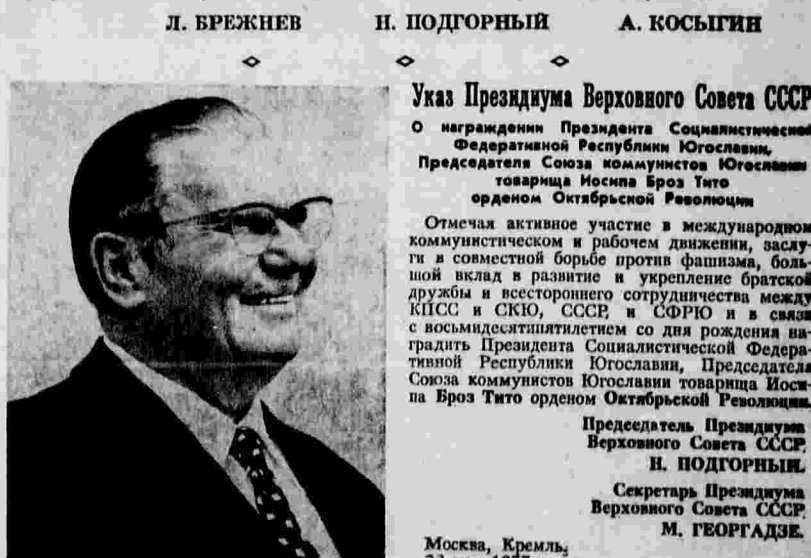 Л. БРЕЖНЕВ Н. ПОДГОРНЫЙ А. КОСЫГИН
Указ Президиума Верховного Совета СССР
О награждении Президента Социалистической
Федеративной Республики Югославии,
Председателя Союза коммунистов Югославии
товарища Иосипа Броз Тито
орденом Октябрьской Революции
Отмечая активное участие в международном
коммунистическом и рабочем движении, заслу-
ги в совместной борьбе против фашизма, боль-
шой вклад в развитие и укрепление братской
дружбы и всестороннего сотрудничества между
КПСС и СКЮ, СССР и СФРЮ и в связи
с восьмидесятипятилетием со дня рождения на-
градить Президента Социалистической Федера-
тивной Республики Югославии, Председателя
Союза коммунистов Югославии товарища Иоси-
па Броз Тито орденом Октябрьской Революции.
Председатель Президиума
Верховного Совета СССР
Н. ПОДГОРНЫЙ.
Секретарь Президиума
Верховного Совета СССР
М. ГЕОРГАДЗЕ.
Москва, Кремль.